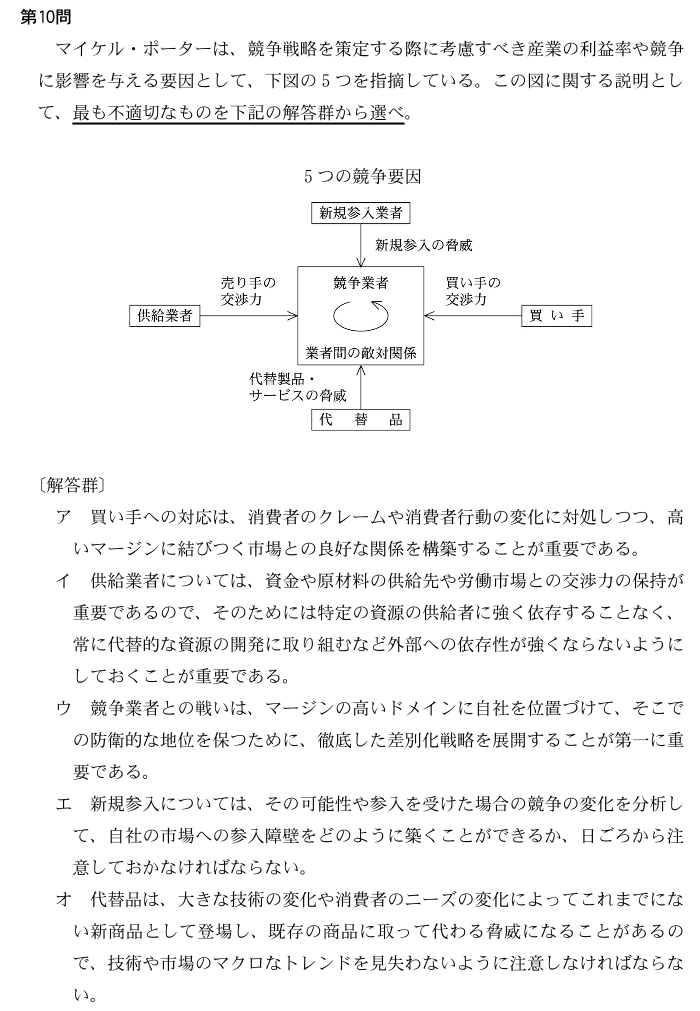 第10問
マイケル・ポーターは、競争戦略を策定する際に考慮すべき産業の利益率や競争
に影響を与える要因として、下図の5つを指摘している。この図に関する説明とし
て、最も不適切なものを下記の解答群から選べ。
5つの競争要因
新規参入業者
新規参入の脅威
売り手の
交渉力
競争業者
買い手の
交渉力
供給業者
買い手
業者間の敵対関係
代替製品・
サービスの脅威
代替品
〔解答群〕
ア 買い手への対応は、消費者のクレームや消費者行動の変化に対処しつつ、高
いマージンに結びつく市場との良好な関係を構築することが重要である。
イ 供給業者については、資金や原材料の供給先や労働市場との交渉力の保持が
重要であるので、そのためには特定の資源の供給者に強く依存することなく、
常に代替的な資源の開発に取り組むなど外部への依存性が強くならないように
しておくことが重要である。
ウ 競争業者との戦いは、マージンの高いドメインに自社を位置づけて、そこで
の防衛的な地位を保つために、徹底した差別化戦略を展開することが第一に重
要である。
エ 新規参入については、その可能性や参入を受けた場合の競争の変化を分析し
て、自社の市場への参入障壁をどのように築くことができるか、日ごろから注
意しておかなければならない。
オ 代替品は、大きな技術の変化や消費者のニーズの変化によってこれまでにな
い新商品として登場し、既存の商品に取って代わる脅威になることがあるの
で、技術や市場のマクロなトレンドを見失わないように注意しなければならな
い。